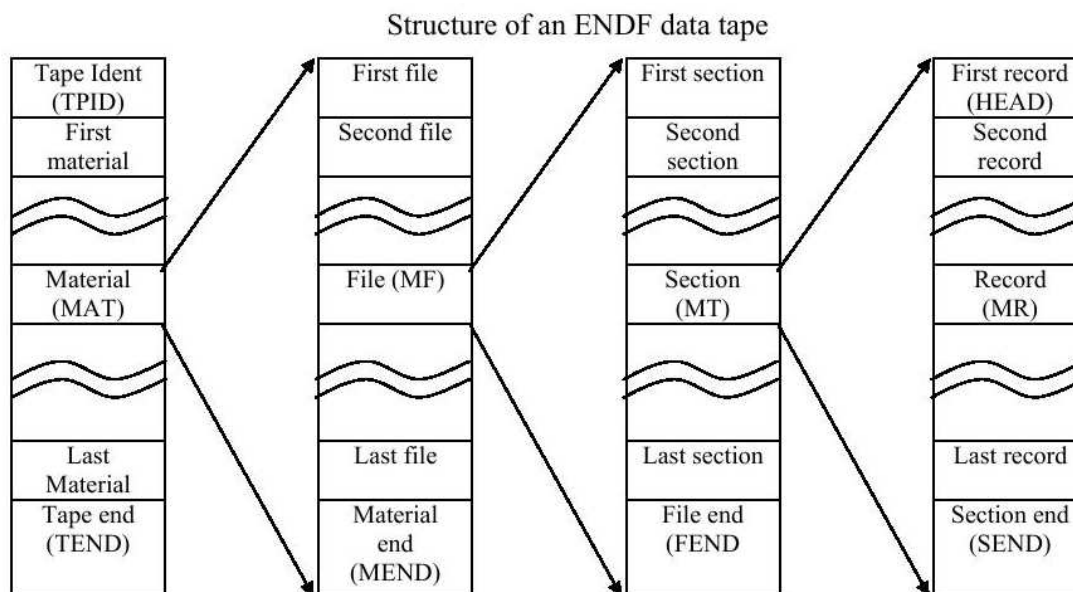 Structure of an ENDF data tape
Tape Ident
(TPID)
First
material
Material
(MAT)
Last
Material
Tape end
(TEND)
First file
Second file
File (MF)
Last file
Material
end
(MEND)
First section
Second
section
Section
(MT)
Last section
File end
(FEND
First record
(HEAD)
Second
record
Record
(MR)
Last record
Section end
(SEND)